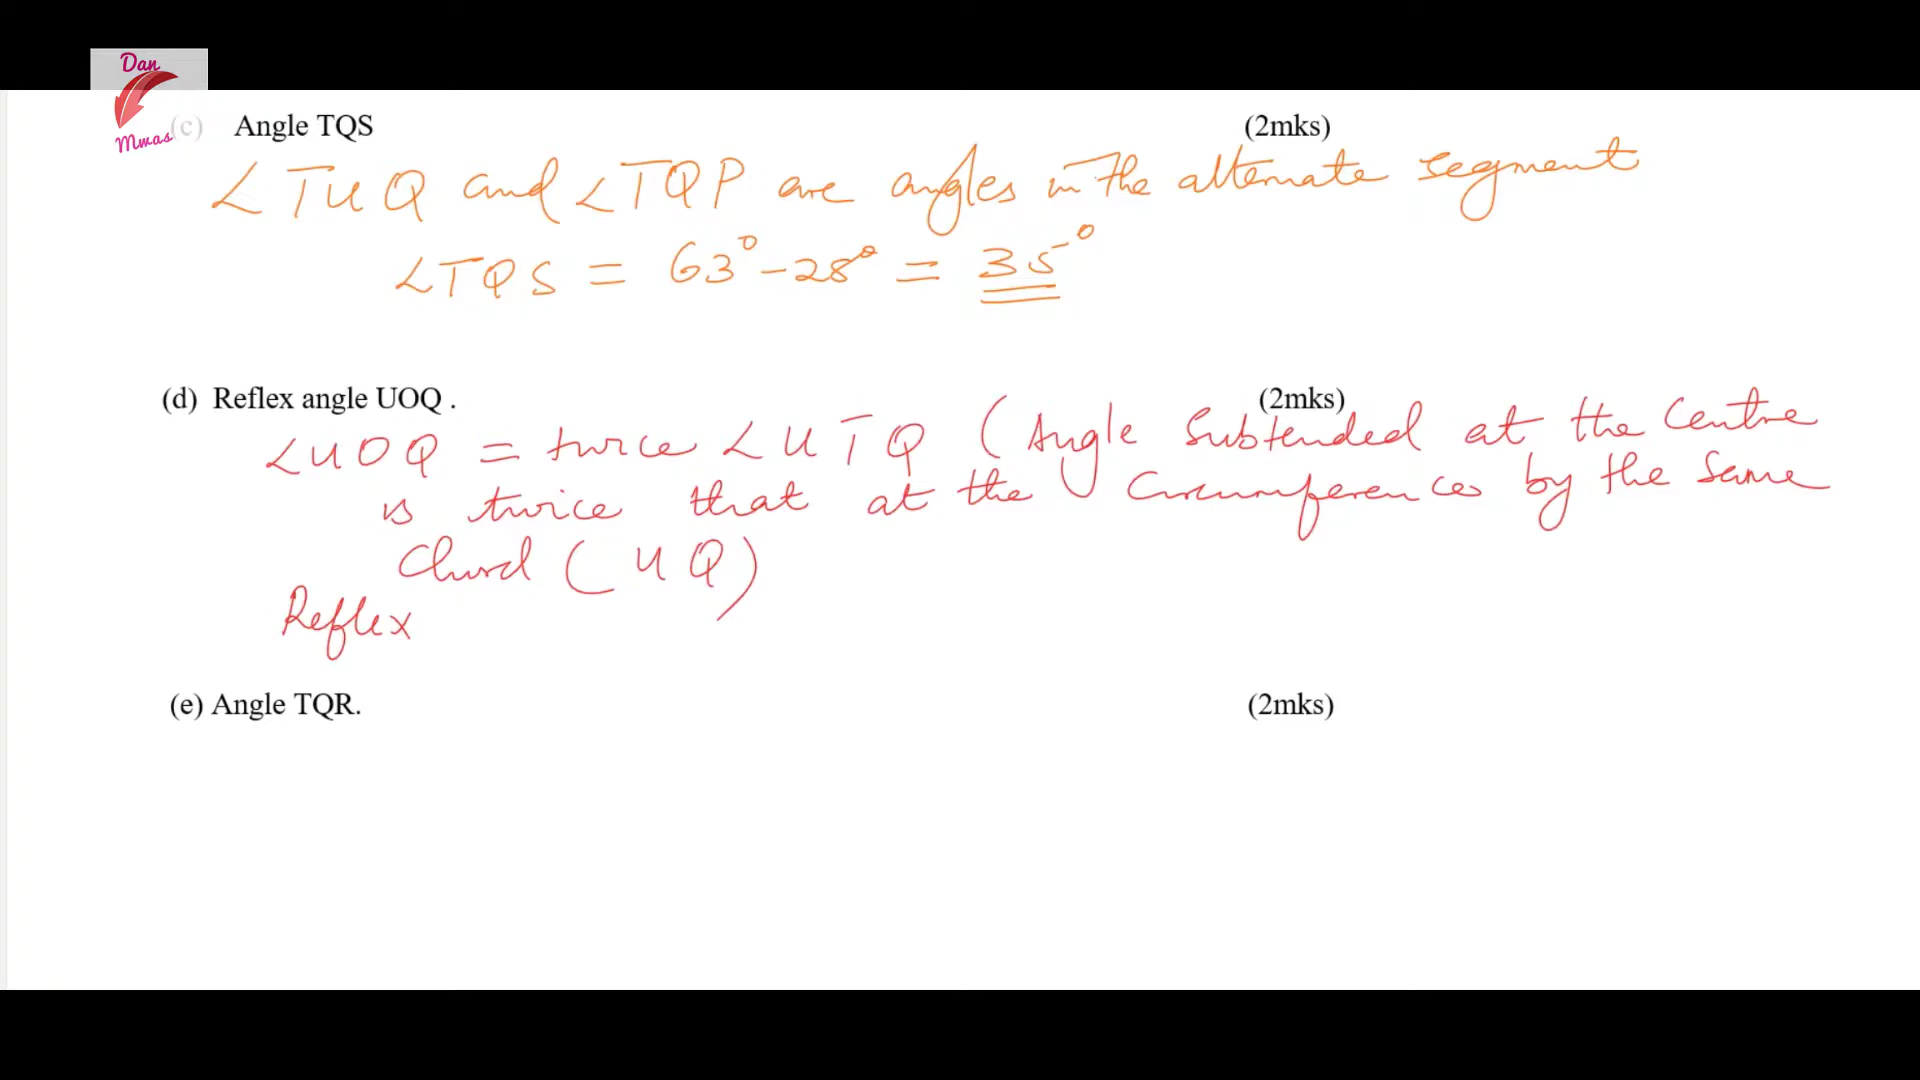 Dan
Mwas
(c) Angle TQS (2mks)
∠TUQ and ∠TQP are angles in the alternate segment
∠TQS = 63° - 28° = 35°
(d) Reflex angle UOQ . (2mks)
∠UOQ = twice ∠UTQ (Angle Subtended at the Centre
is twice that at the Circumference by the same
Chord (UQ)
Reflex
(e) Angle TQR. (2mks)